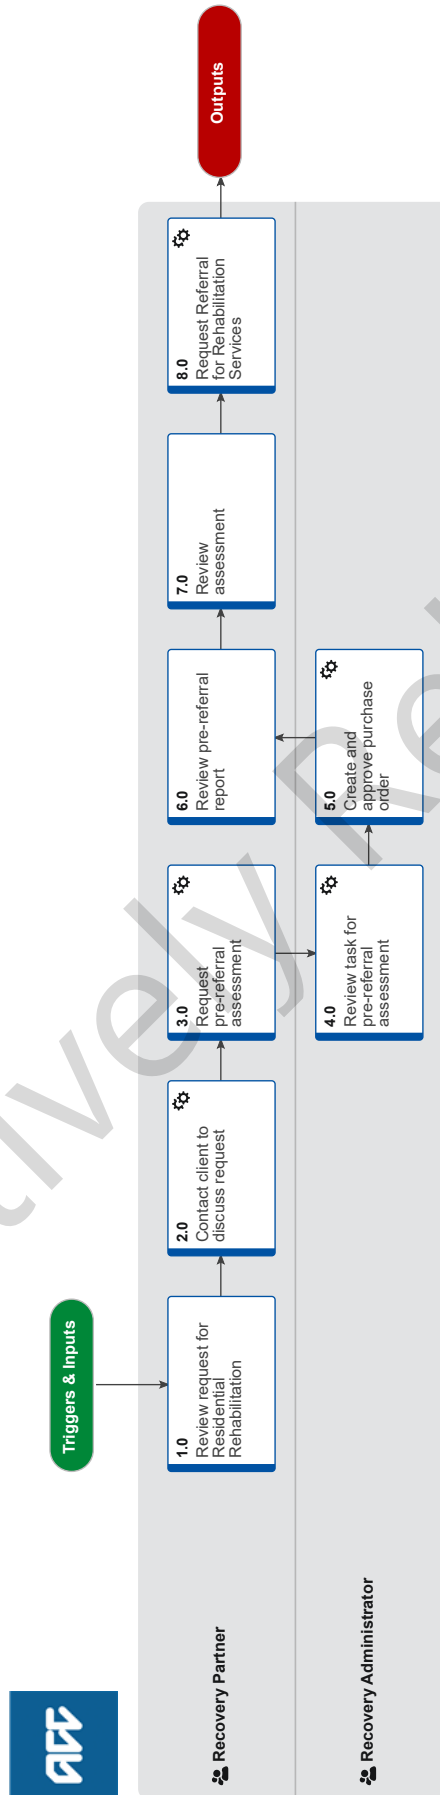 acc
Triggers & Inputs
Recovery Partner
1.0
Review request for
Residential
Rehabilitation
2.0
Contact client to
discuss request
3.0
Request
pre-referral
assessment
6.0
Review pre-referral
report
7.0
Review
assessment
8.0
Request Referral
for Rehabilitation
Services
Outputs
Recovery Administrator
4.0
Review task for
pre-referral
assessment
5.0
Create and
approve purchase
order
tively Re